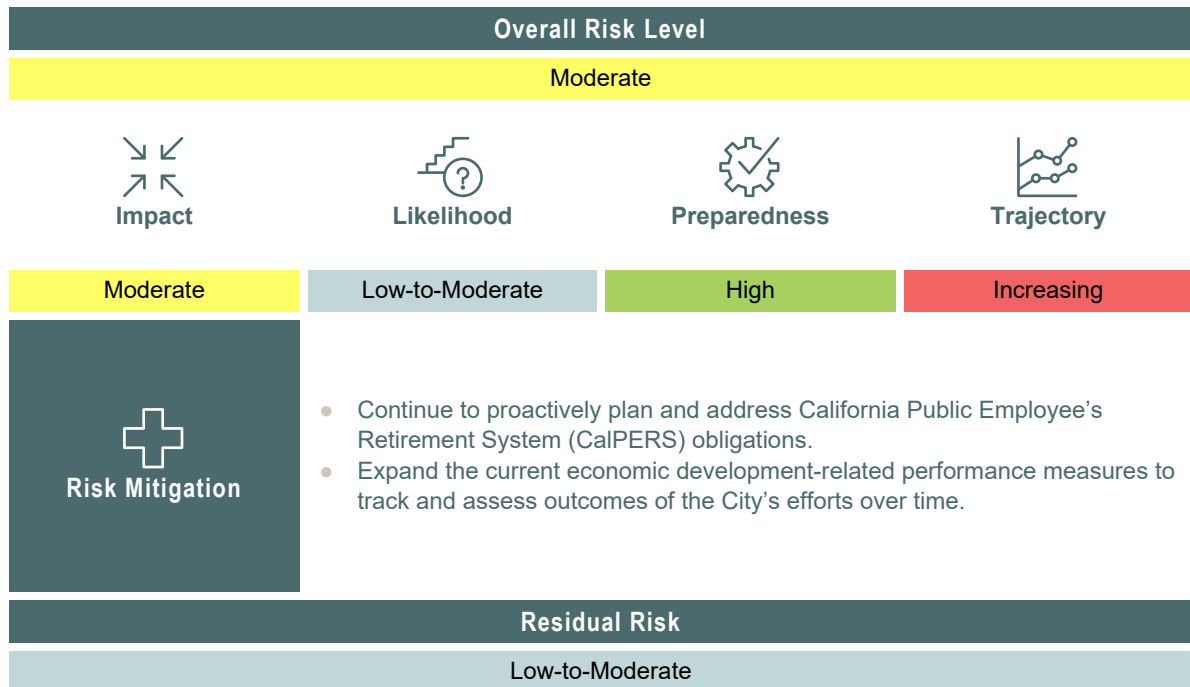 Overall Risk Level
Moderate
Impact
Likelihood
Preparedness
Trajectory
Moderate
Low-to-Moderate
High
Increasing
Risk Mitigation
● Continue to proactively plan and address California Public Employee’s
Retirement System (CalPERS) obligations.
● Expand the current economic development-related performance measures to
track and assess outcomes of the City’s efforts over time.
Residual Risk
Low-to-Moderate